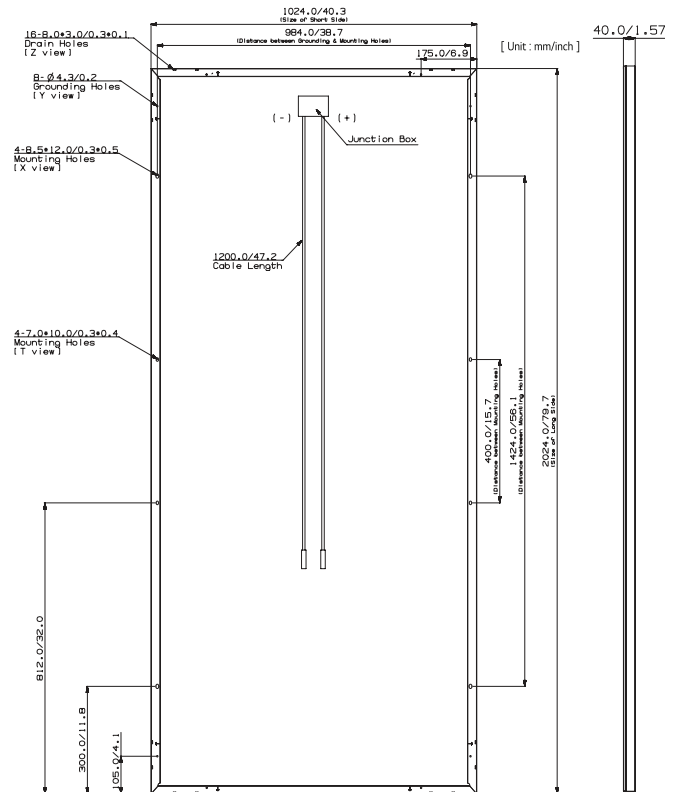 1024.0/40.3
(Size of Short Side)
984.0/38.7
(Distance between Grounding & Mounting Holes)
175.0/6.9
[ Unit : mm/inch ]
40.0/1.57
16-8.0*3.0/0.3*0.1
Drain Holes
[Z view]
8-Ø4.3/0.2
Grounding Holes
[Y view]
(-)
(+)
Junction Box
4-8.5*12.0/0.3*0.5
Mounting Holes
[X view]
1200.0/47.2
Cable Length
4-7.0*10.0/0.3*0.4
Mounting Holes
[T view]
400.0/15.7
(Distance between Mounting Holes)
1424.0/56.1
(Distance between Mounting Holes)
2024.0/79.7
(Size of Long Side)
812.0/32.0
300.0/11.8
105.0/4.1